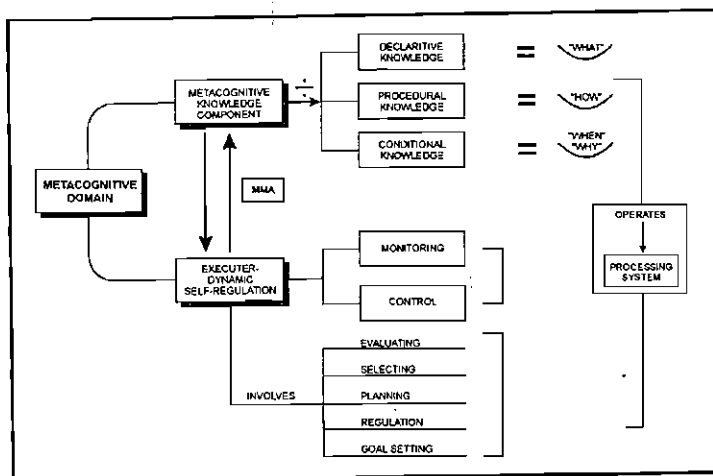 DECLARITIVE
KNOWLEDGE
=
"WHAT"
METACOGNITIVE
KNOWLEDGE
COMPONENT
PROCEDURAL
KNOWLEDGE
=
"HOW"
CONDITIONAL
KNOWLEDGE
=
"WHEN"
"WHY"
METACOGNITIVE
DOMAIN
MMA
OPERATES
PROCESSING
SYSTEM
EXECUTER-
DYNAMIC
SELF-REGULATION
MONITORING
CONTROL
INVOLVES
EVALUATING
SELECTING
PLANNING
REGULATION
GOAL SETTING